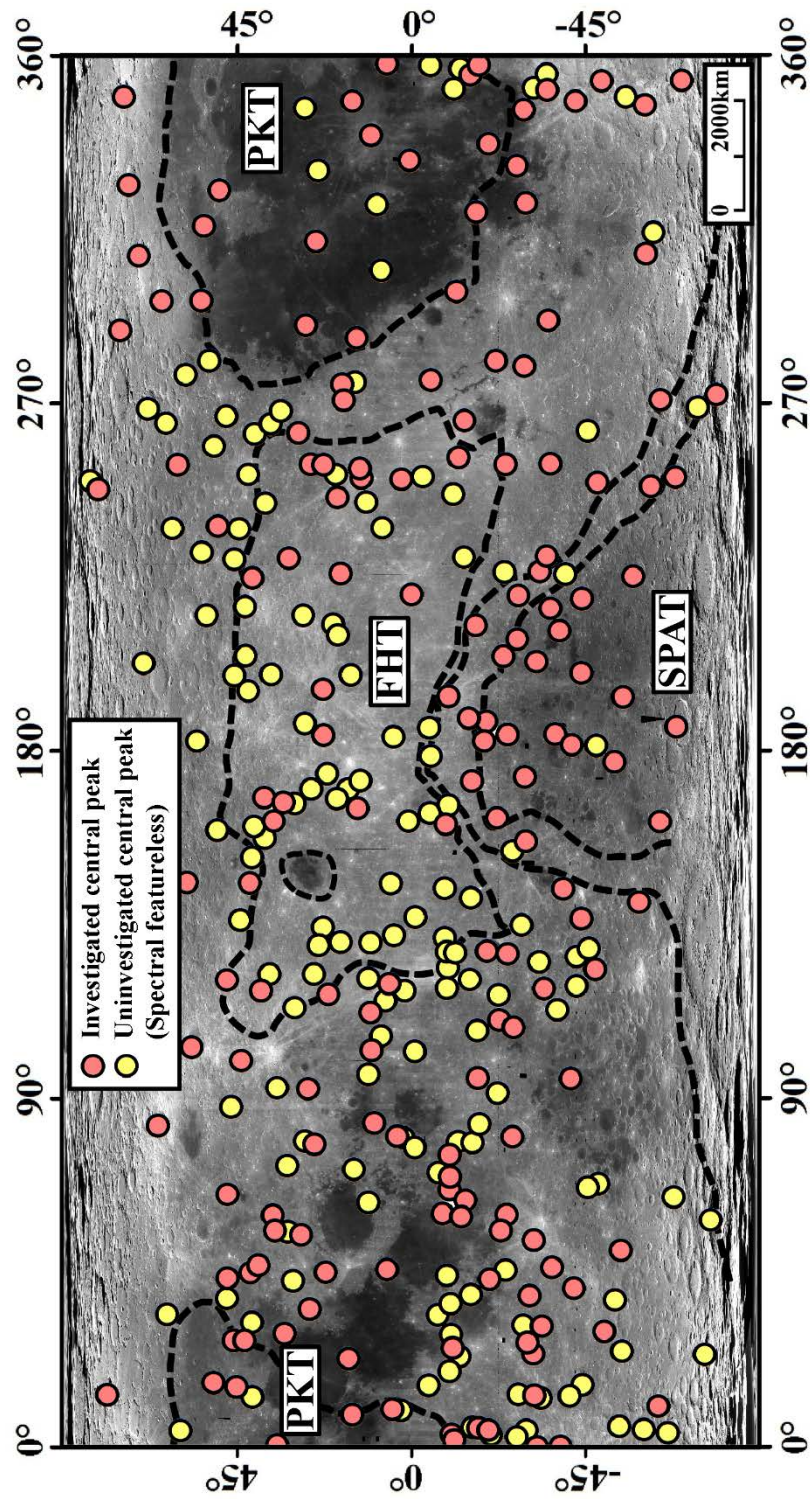 0° 90° 180° 270° 360°
Investigated central peak
Uninvestigated central peak
(Spectral featureless)
45° 45°
PKT
PKT
FHT
0° 0°
-45° -45°
SPAT
0 2000km
0° 90° 180° 270° 360°